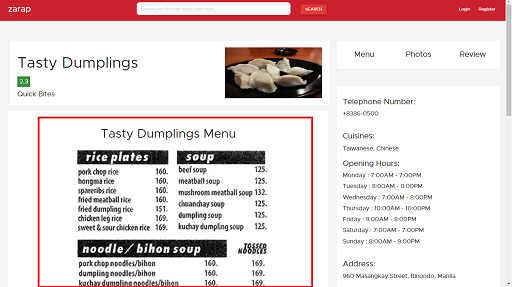 zarap
Search your favorite restaurant here...
SEARCH
Login
Register
Tasty Dumplings
2.3
Quick Bites
Menu
Photos
Review
Tasty Dumplings Menu
rice plates
pork chop rice 160.
hongma rice 160.
spareribs rice 160.
fried meatball rice 160.
fried dumpling rice 151.
chicken leg rice 169.
sweet & sour chicken rice 169.
soup
beef soup 125.
meatball soup 125.
mushroom meatball soup 132.
ciwanchay soup 125.
dumpling soup 125.
kuchay dumpling soup 125.
noodle/bihon soup
TOSSED
NOODLES
pork chop noodles/bihon 160. 169.
dumpling noodles/bihon 160. 169.
kuchay dumpling noodles/bihon 160. 169.
Telephone Number:
+8386-0500
Cuisines:
Taiwanese, Chinese
Opening Hours:
Monday : 7:00AM - 7:00PM
Tuesday : 8:00AM - 8:00PM
Wednesday : 7:00AM - 8:00PM
Thursday : 10:00AM - 10:00PM
Friday : 9:00AM - 8:00PM
Saturday : 7:00AM - 7:00PM
Sunday : 8:00AM - 9:00PM
Address:
960 Masangkay Street, Binondo, Manila